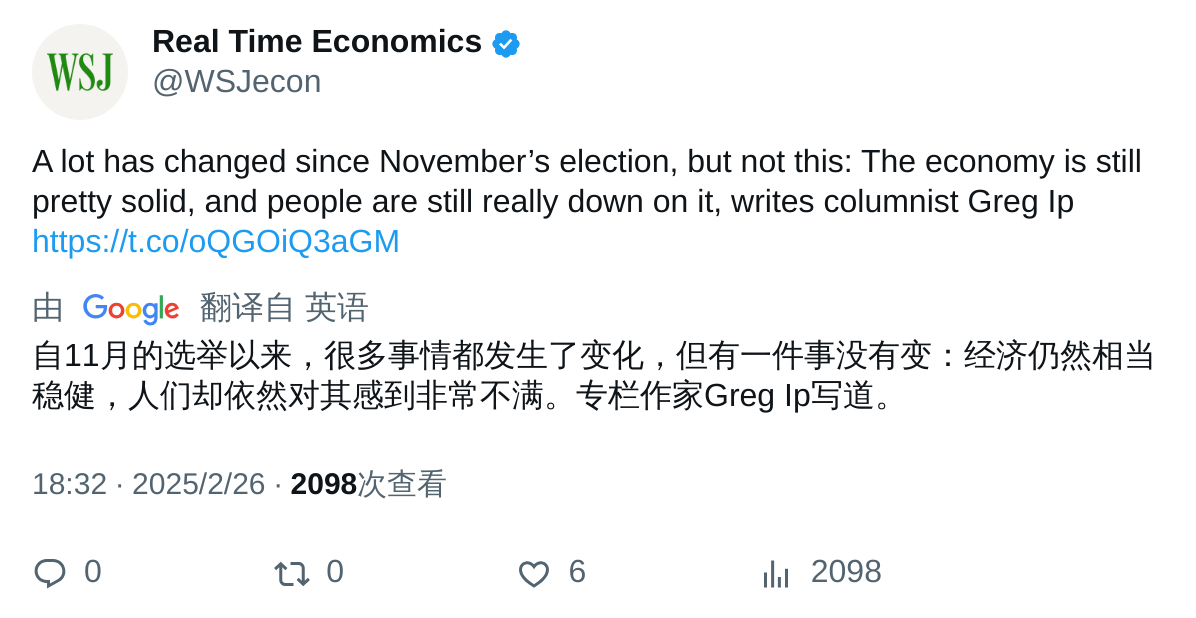 WSJ
Real Time Economics
@WSJecon
A lot has changed since November’s election, but not this: The economy is still
pretty solid, and people are still really down on it, writes columnist Greg Ip
https://t.co/oQGOiQ3aGM
由 Google 翻译自 英语
自11月的选举以来，很多事情都发生了变化，但有一件事没有变：经济仍然相当
稳健，人们却依然对其感到非常不满。专栏作家Greg Ip写道。
18:32 · 2025/2/26 · 2098次查看
0 0 6 2098